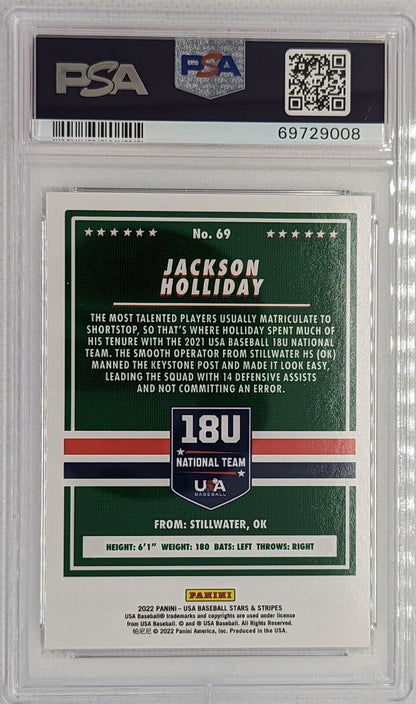 PSA
PSA
69729008
★★★★★★ No. 69 ★★★★★★
JACKSON
HOLLIDAY
THE MOST TALENTED PLAYERS USUALLY MATRICULATE TO
SHORTSTOP, SO THAT'S WHERE HOLLIDAY SPENT MUCH OF
HIS TENURE WITH THE 2021 USA BASEBALL 18U NATIONAL
TEAM. THE SMOOTH OPERATOR FROM STILLWATER HS (OK)
MANNED THE KEYSTONE POST AND MADE IT LOOK EASY,
LEADING THE SQUAD WITH 14 DEFENSIVE ASSISTS
AND NOT COMMITTING AN ERROR.
18U
NATIONAL TEAM
USA
BASEBALL
FROM: STILLWATER, OK
HEIGHT: 6'1" WEIGHT: 180 BATS: LEFT THROWS: RIGHT
PANINI
2022 PANINI – USA BASEBALL STARS & STRIPES
USA Baseball® trademarks and copyrights are used under license
from USA Baseball. © and ® USA Baseball. All Rights Reserved.
帕尼尼 © 2022 Panini America, Inc. Produced in the USA.